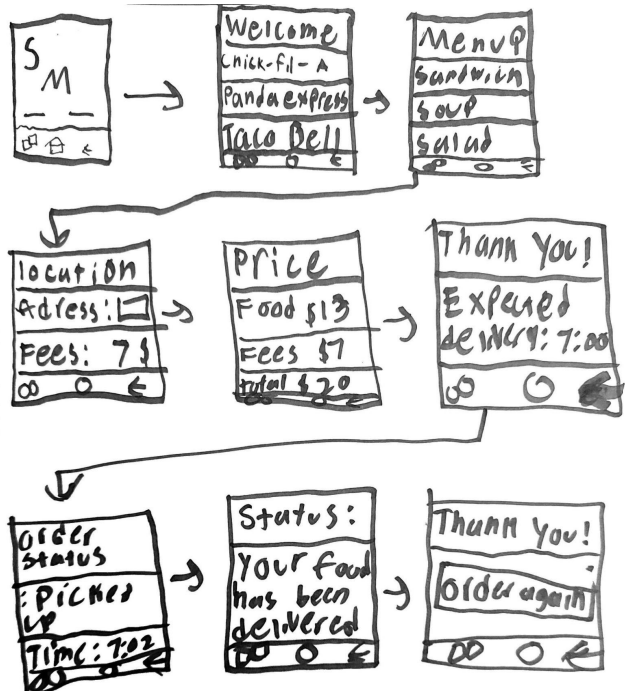 S
M
Welcome
Chick-fil-A
Panda express
Taco Bell
Menu
Sandwich
Soup
Salad
location
Adress:
Fees: 7$
Price
Food $13
Fees $7
total $20
Thank You!
Expected
delivery: 7:00
order
status
: Picked
up
Time: 7:02
Status:
Your food
has been
delivered
Thank You!
Order again